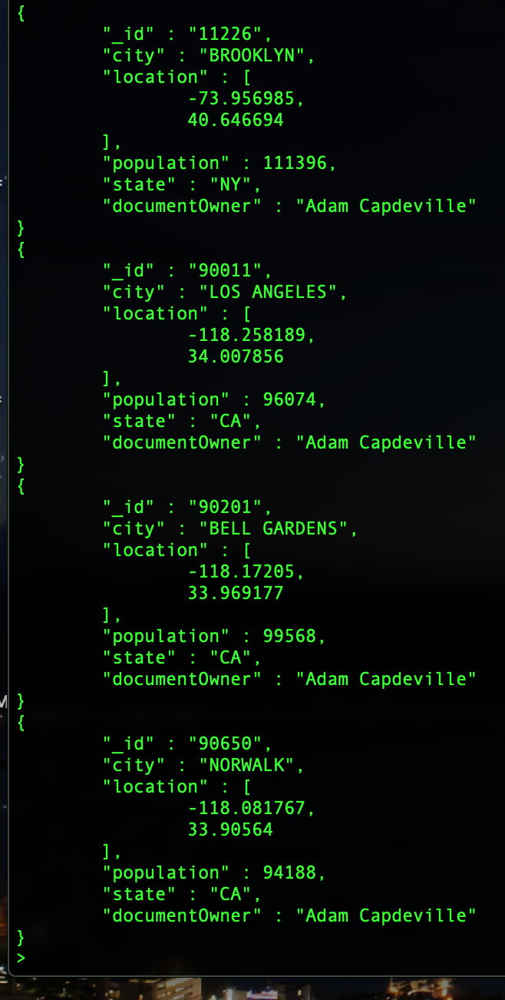 {
"_id" : "11226",
"city" : "BROOKLYN",
"location" : [
-73.956985,
40.646694
],
"population" : 111396,
"state" : "NY",
"documentOwner" : "Adam Capdeville"
}
{
"_id" : "90011",
"city" : "LOS ANGELES",
"location" : [
-118.258189,
34.007856
],
"population" : 96074,
"state" : "CA",
"documentOwner" : "Adam Capdeville"
}
{
"_id" : "90201",
"city" : "BELL GARDENS",
"location" : [
-118.17205,
33.969177
],
"population" : 99568,
"state" : "CA",
"documentOwner" : "Adam Capdeville"
}
{
"_id" : "90650",
"city" : "NORWALK",
"location" : [
-118.081767,
33.90564
],
"population" : 94188,
"state" : "CA",
"documentOwner" : "Adam Capdeville"
}
>